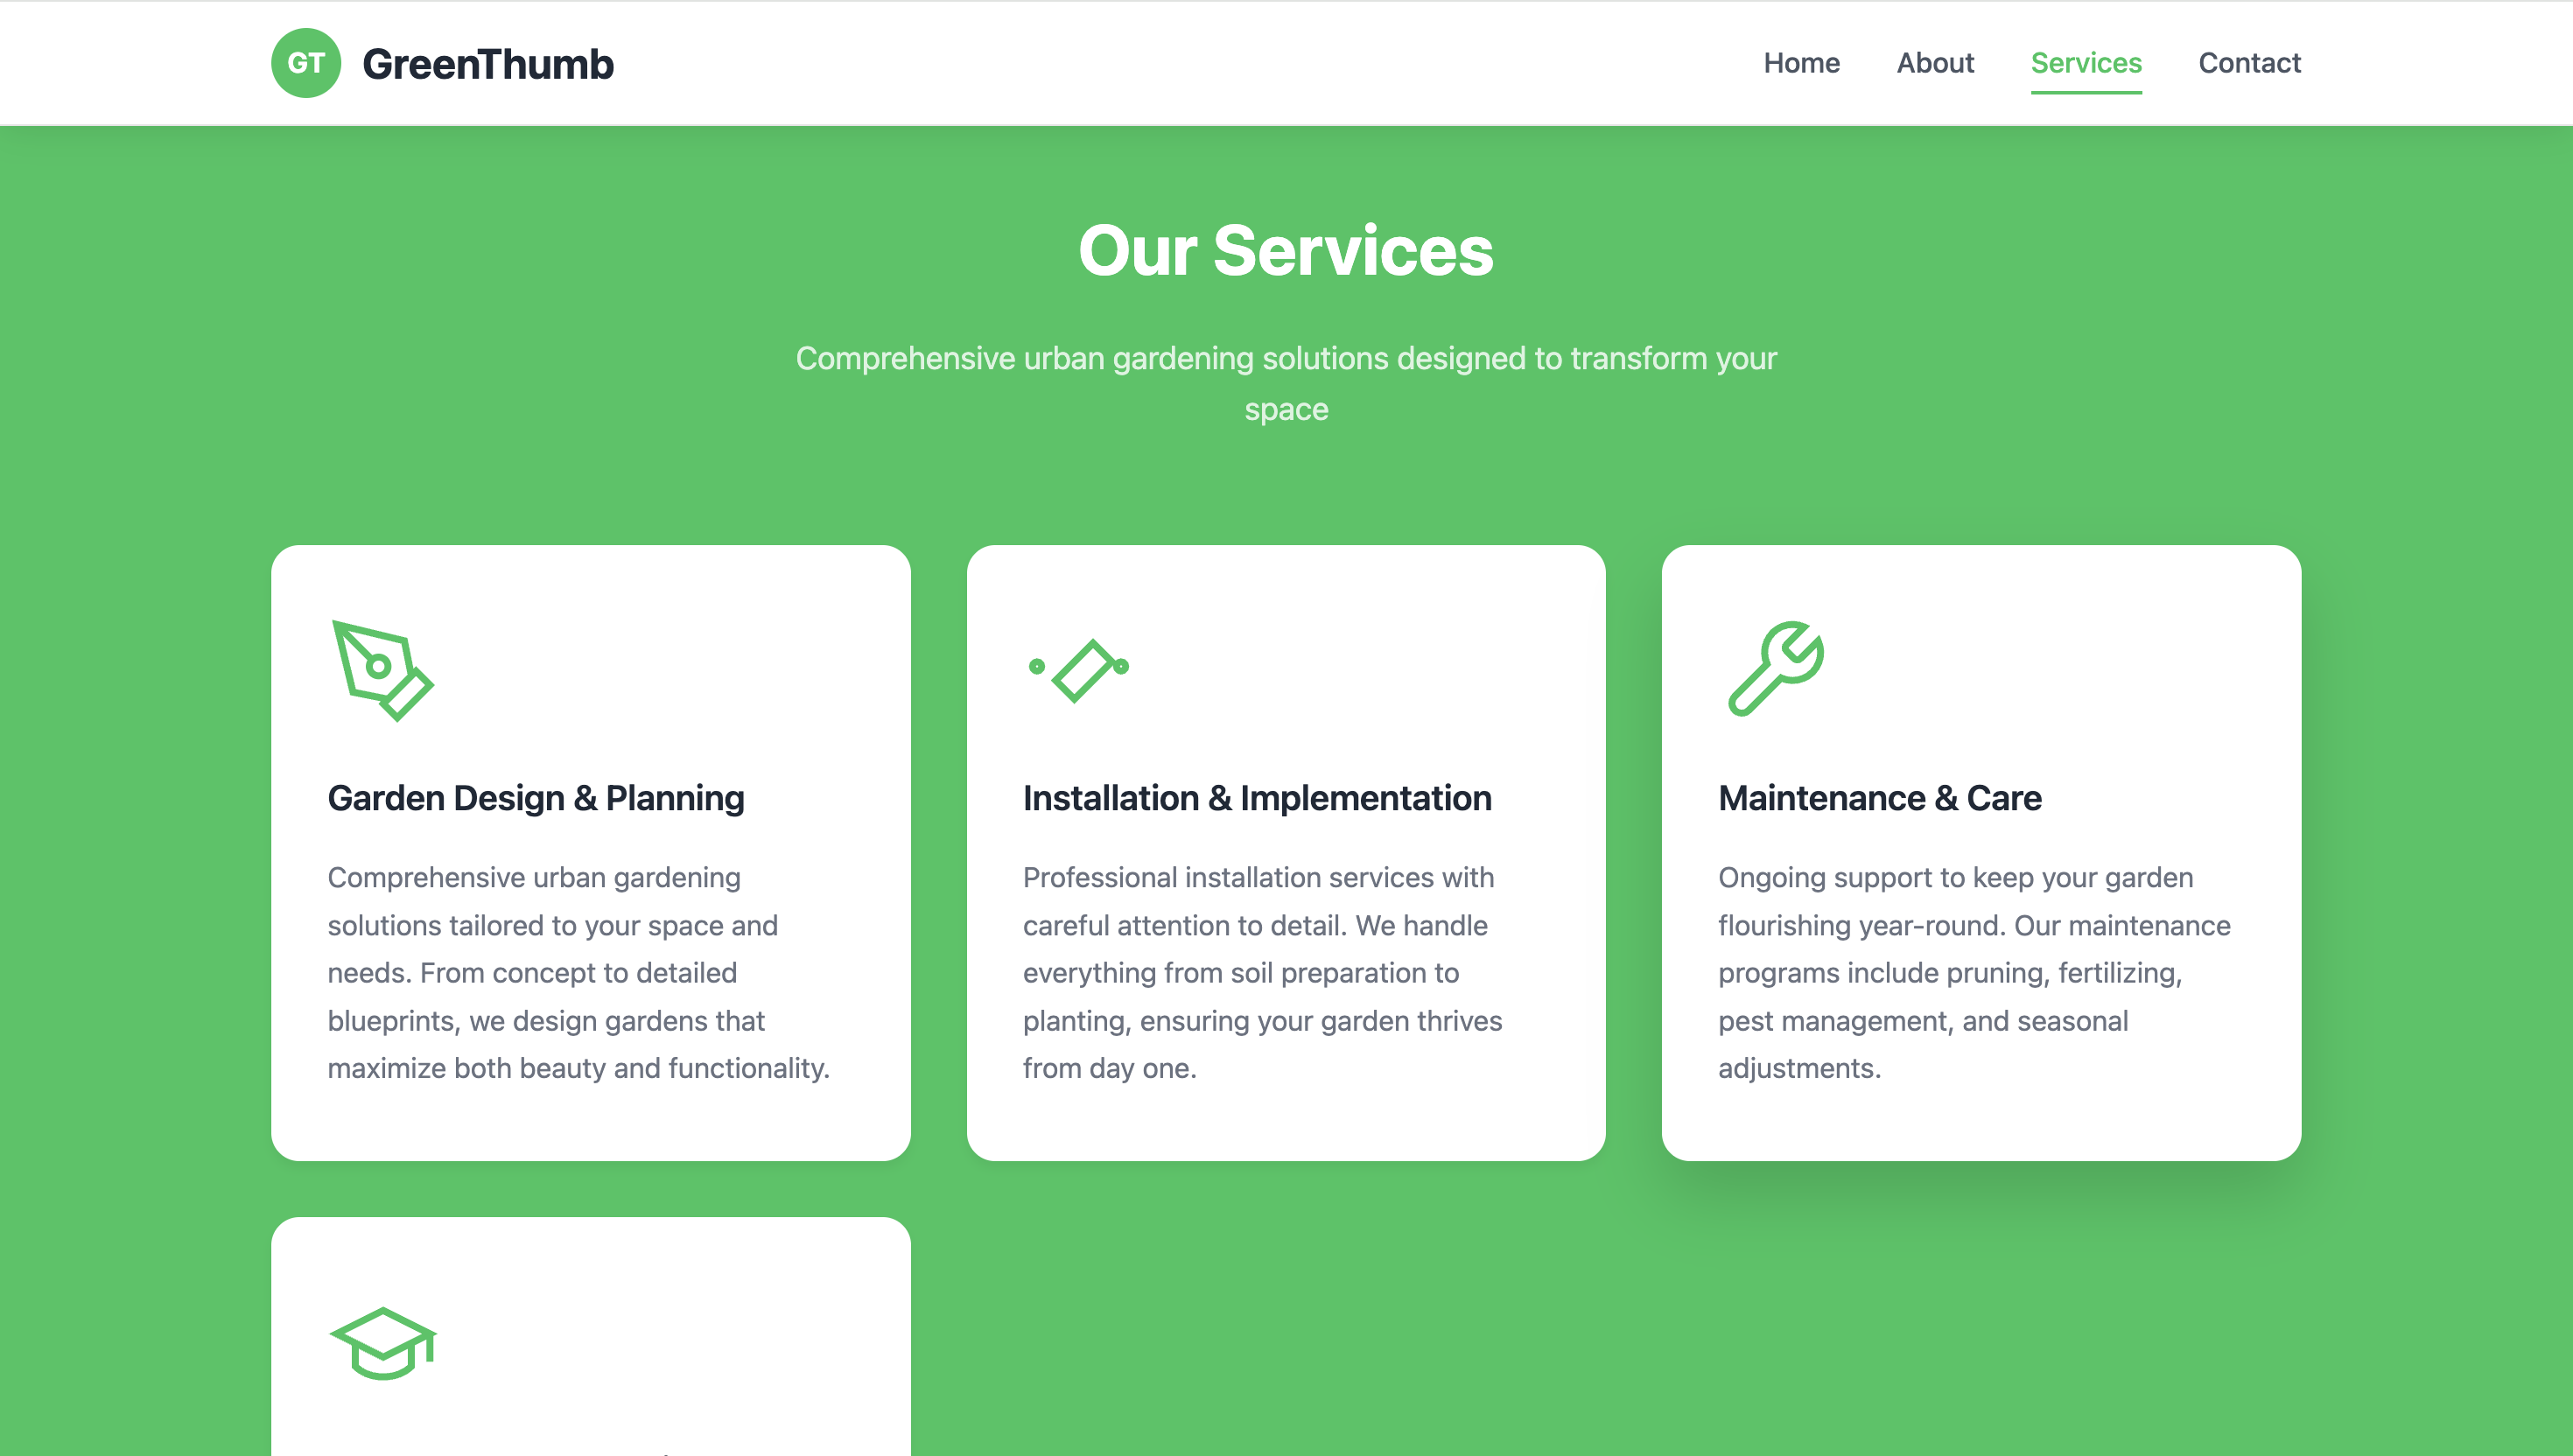 GT GreenThumb
Home About Services Contact
Our Services
Comprehensive urban gardening solutions designed to transform your
space
Garden Design & Planning
Comprehensive urban gardening
solutions tailored to your space and
needs. From concept to detailed
blueprints, we design gardens that
maximize both beauty and functionality.
Installation & Implementation
Professional installation services with
careful attention to detail. We handle
everything from soil preparation to
planting, ensuring your garden thrives
from day one.
Maintenance & Care
Ongoing support to keep your garden
flourishing year-round. Our maintenance
programs include pruning, fertilizing,
pest management, and seasonal
adjustments.